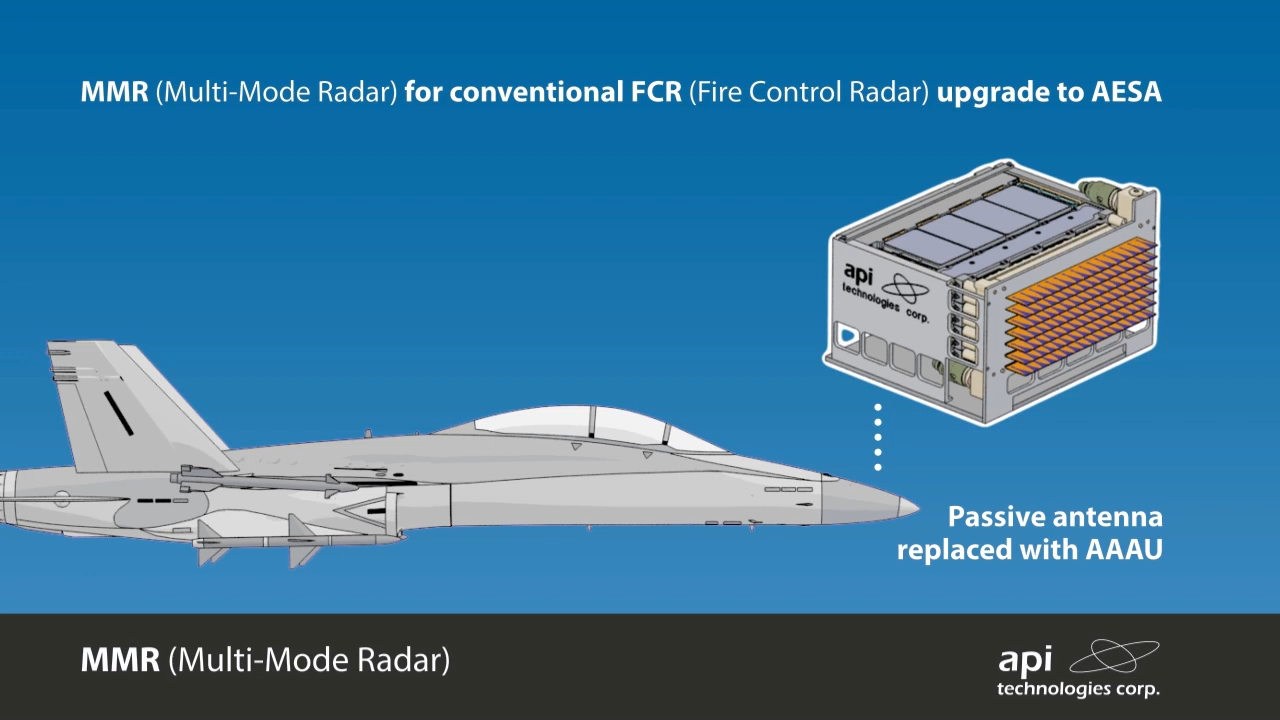 MMR (Multi-Mode Radar) for conventional FCR (Fire Control Radar) upgrade to AESA
api
technologies corp.
Passive antenna
replaced with AAAU
MMR (Multi-Mode Radar)
api
technologies corp.